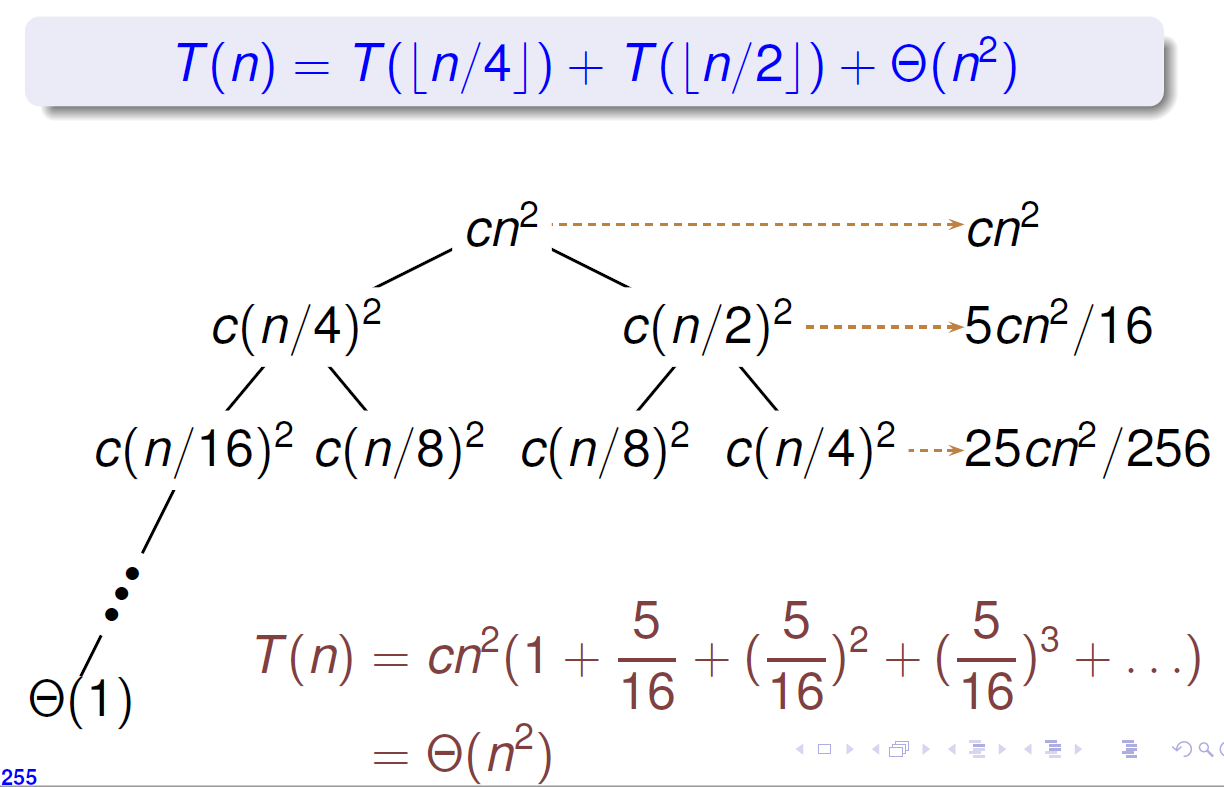 T(n) = T(⌊n/4⌋) + T(⌊n/2⌋) + Θ(n²)
cn² cn²
c(n/4)² c(n/2)² 5cn²/16
c(n/16)² c(n/8)² c(n/8)² c(n/4)² 25cn²/256
T(n) = cn²(1 + 5/16 + (5/16)² + (5/16)³ + ...)
Θ(1)
= Θ(n²)
255